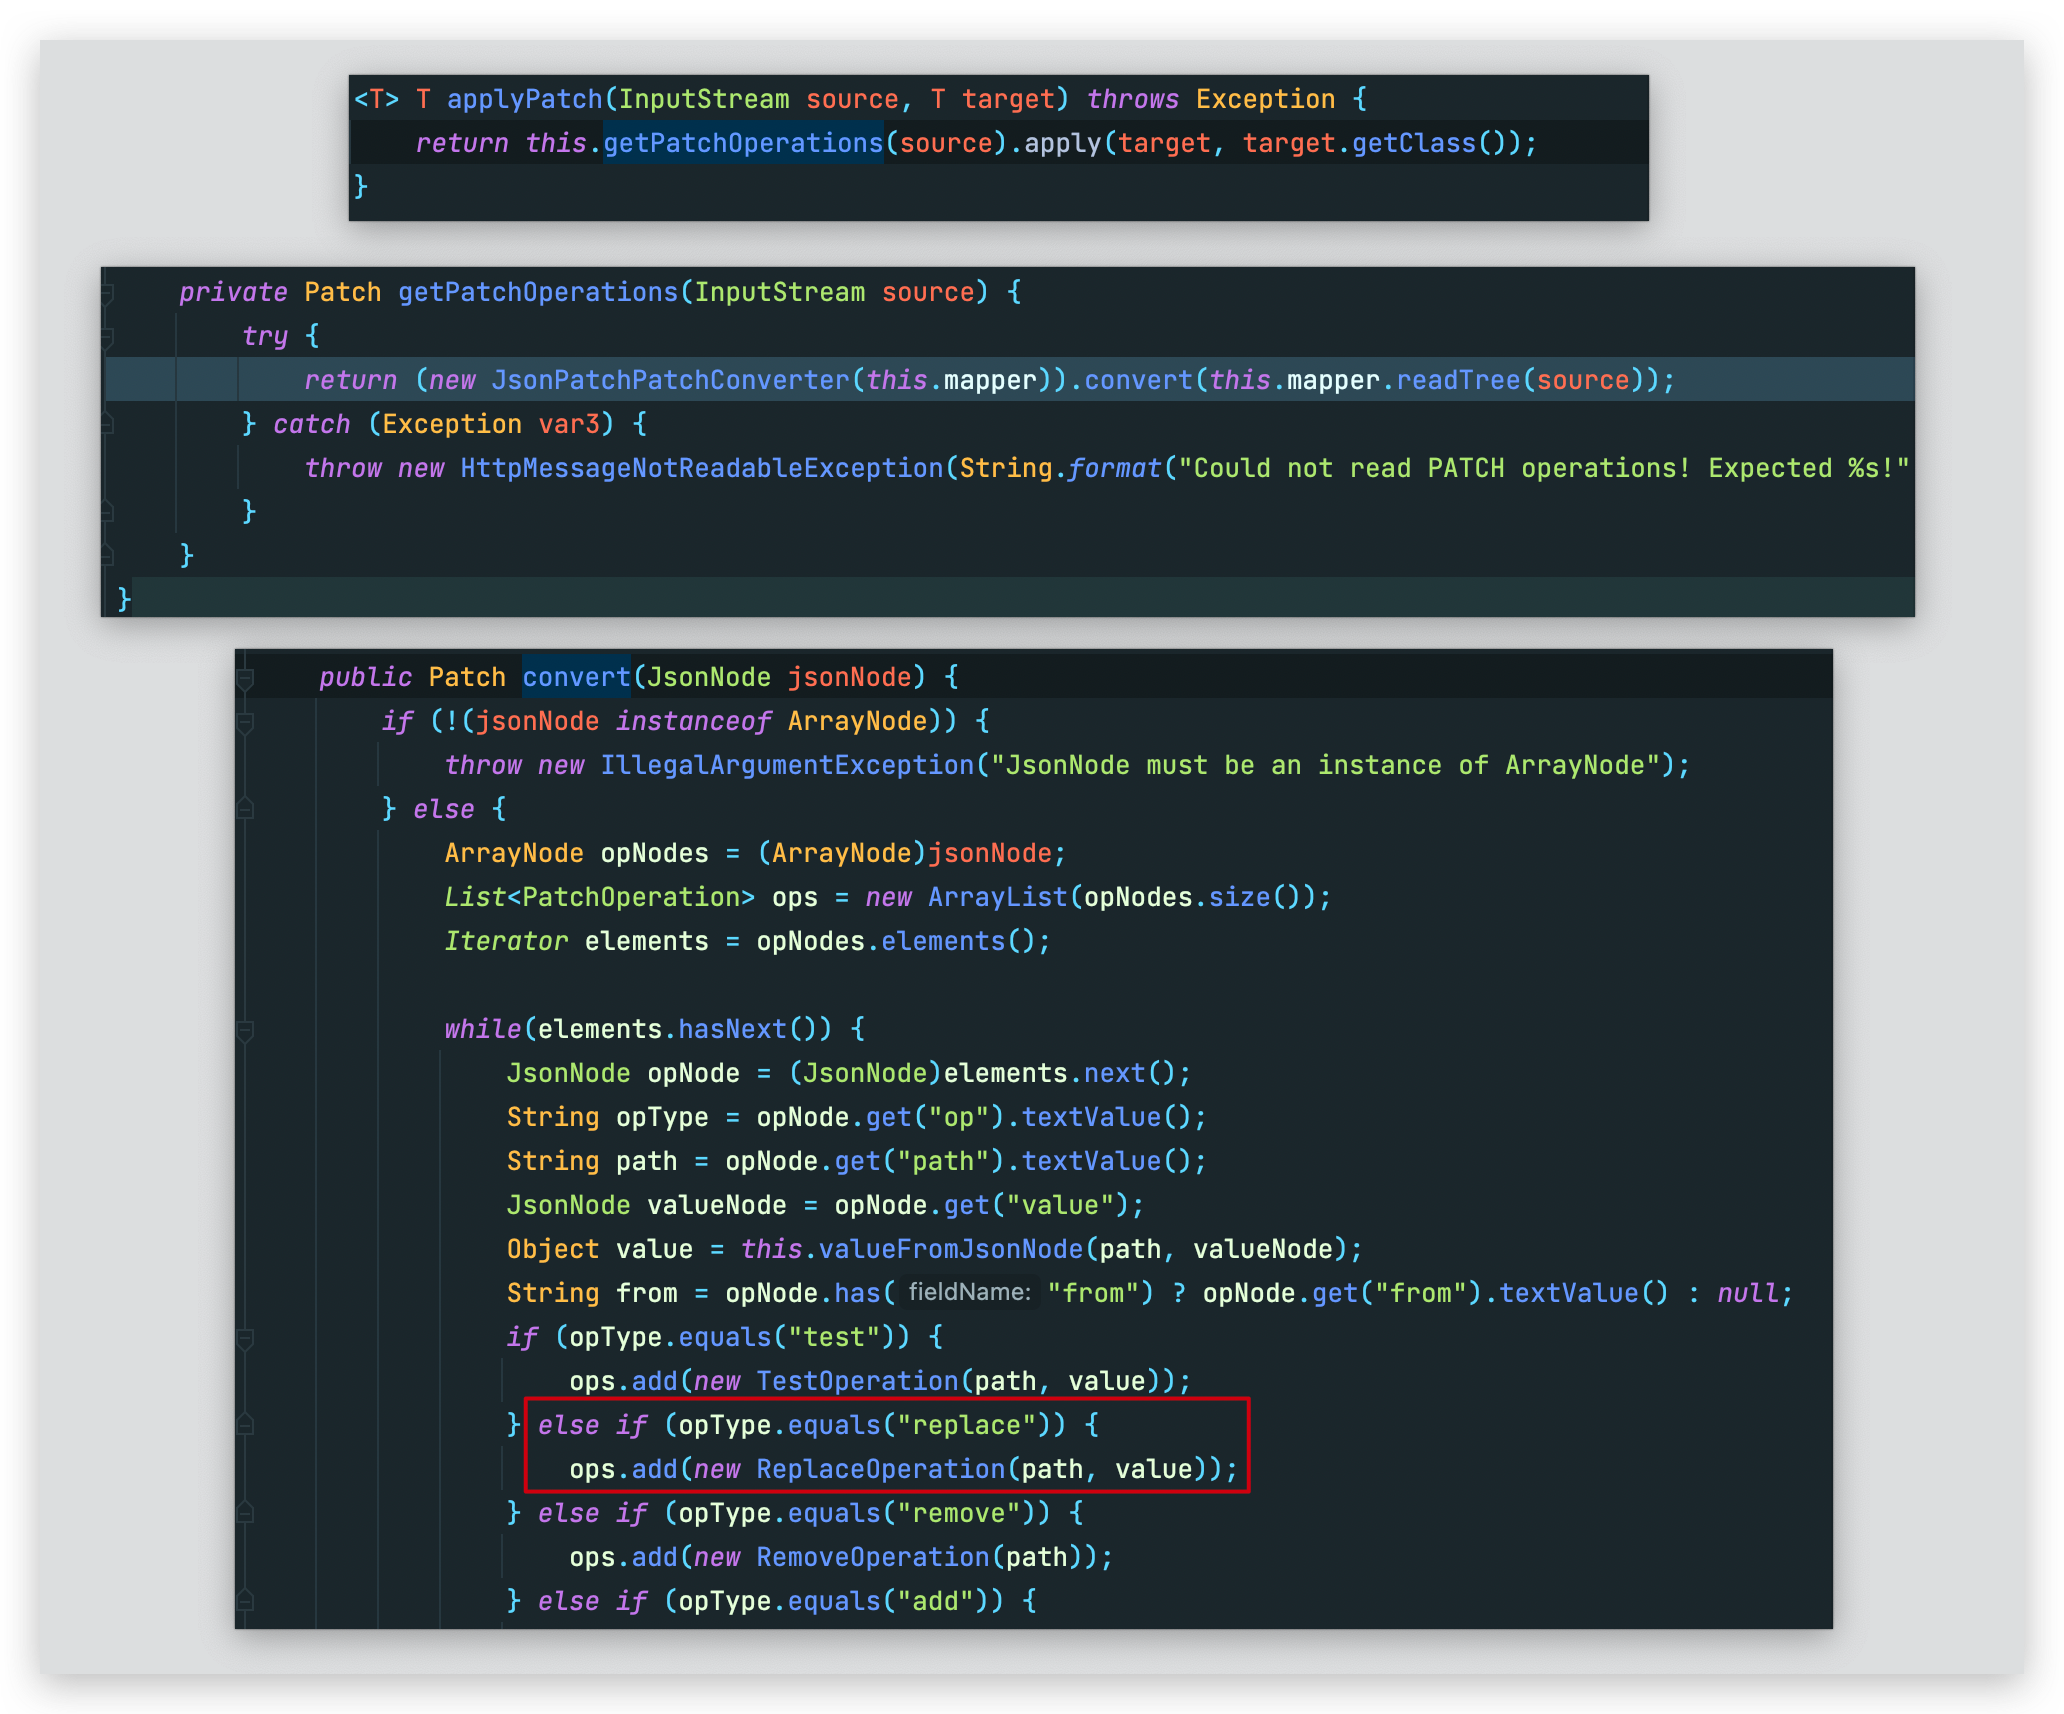 <T> T applyPatch(InputStream source, T target) throws Exception {
return this.getPatchOperations(source).apply(target, target.getClass());
}
private Patch getPatchOperations(InputStream source) {
try {
return (new JsonPatchPatchConverter(this.mapper)).convert(this.mapper.readTree(source));
} catch (Exception var3) {
throw new HttpMessageNotReadableException(String.format("Could not read PATCH operations! Expected %s!"
}
}
}
public Patch convert(JsonNode jsonNode) {
if (!(jsonNode instanceof ArrayNode)) {
throw new IllegalArgumentException("JsonNode must be an instance of ArrayNode");
} else {
ArrayNode opNodes = (ArrayNode)jsonNode;
List<PatchOperation> ops = new ArrayList(opNodes.size());
Iterator elements = opNodes.elements();
while(elements.hasNext()) {
JsonNode opNode = (JsonNode)elements.next();
String opType = opNode.get("op").textValue();
String path = opNode.get("path").textValue();
JsonNode valueNode = opNode.get("value");
Object value = this.valueFromJsonNode(path, valueNode);
String from = opNode.has( fieldName: "from") ? opNode.get("from").textValue() : null;
if (opType.equals("test")) {
ops.add(new TestOperation(path, value));
} else if (opType.equals("replace")) {
ops.add(new ReplaceOperation(path, value));
} else if (opType.equals("remove")) {
ops.add(new RemoveOperation(path));
} else if (opType.equals("add")) {